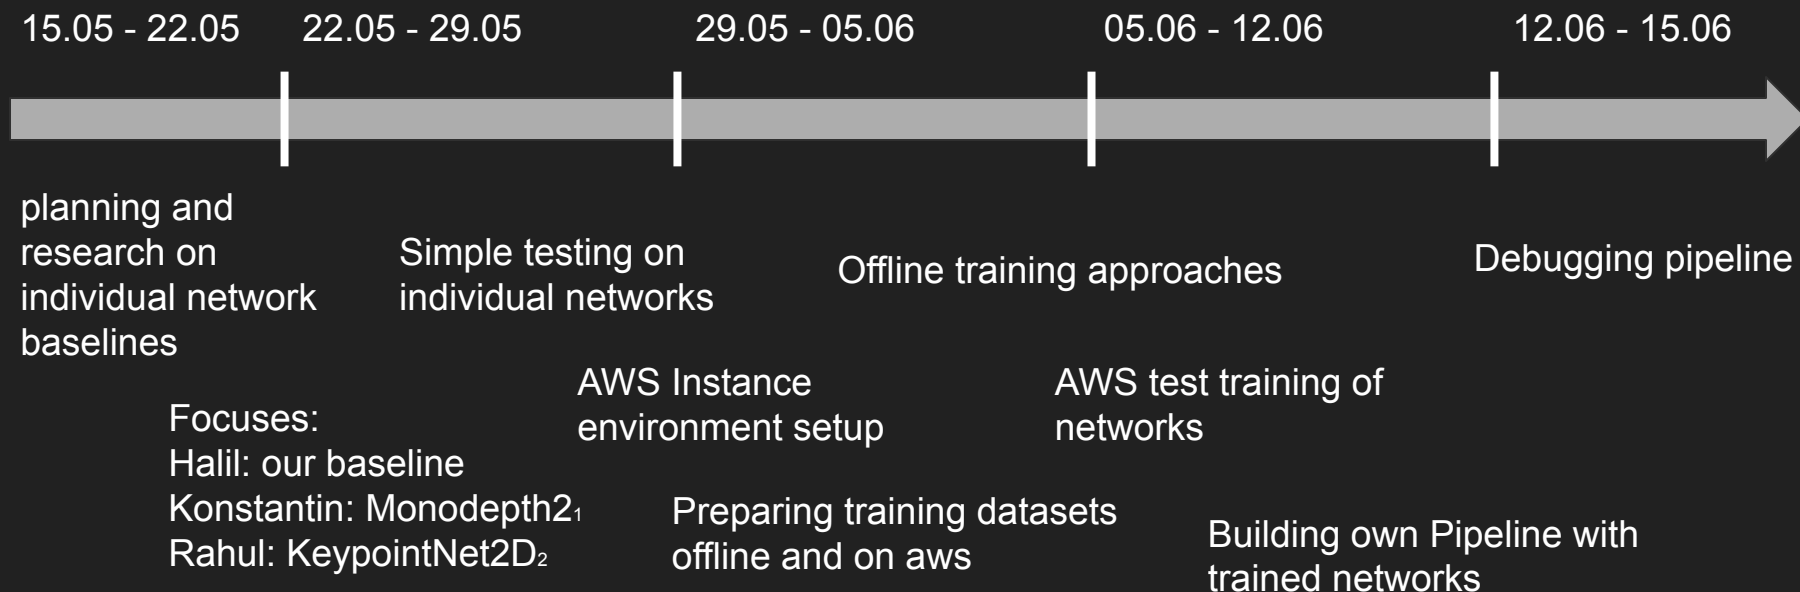 15.05 - 22.05
22.05 - 29.05
29.05 - 05.06
05.06 - 12.06
12.06 - 15.06
planning and
research on
individual network
baselines
Simple testing on
individual networks
Offline training approaches
Debugging pipeline
AWS Instance
environment setup
AWS test training of
networks
Focuses:
Halil: our baseline
Konstantin: Monodepth2₁
Rahul: KeypointNet2D₂
Preparing training datasets
offline and on aws
Building own Pipeline with
trained networks